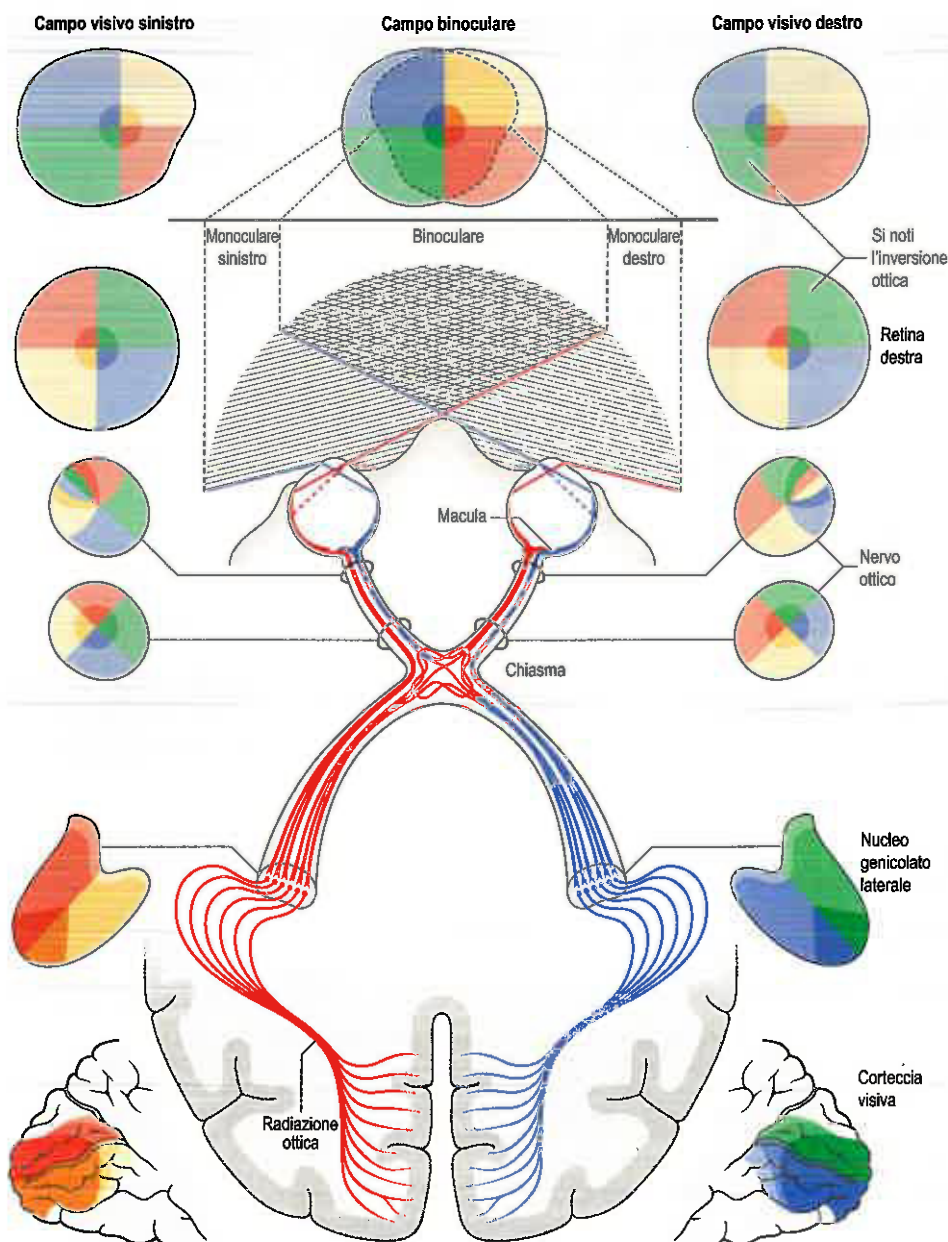 Campo visivo sinistro
Campo binoculare
Campo visivo destro
Monoculare
sinistro
Binoculare
Monoculare
destro
Si noti
l'inversione
ottica
Retina
destra
Macula
Nervo
ottico
Chiasma
Nucleo
genicolato
laterale
Radiazione
ottica
Corteccia
visiva